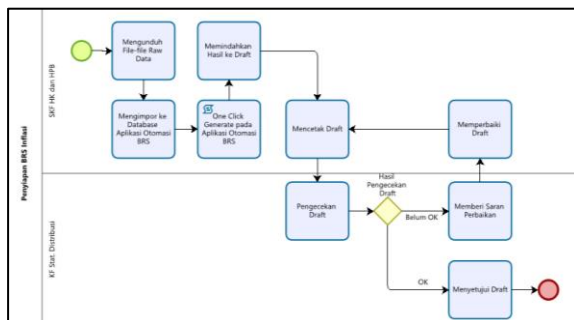 Penyiapan BRS Inflasi
SKF HK dan HPB
Mengunduh
File-file Raw
Data
Memindahkan
Hasil ke Draft
Mengimpor ke
Database
Aplikasi Otomasi
BRS
One Click
Generate pada
Aplikasi Otomasi
BRS
Mencetak Draft
Memperbaiki
Draft
KF Stat. Distribusi
Pengecekan
Draft
Hasil
Pengecekan
Draft
Belum OK
Memberi Saran
Perbaikan
OK
Menyetujui Draft